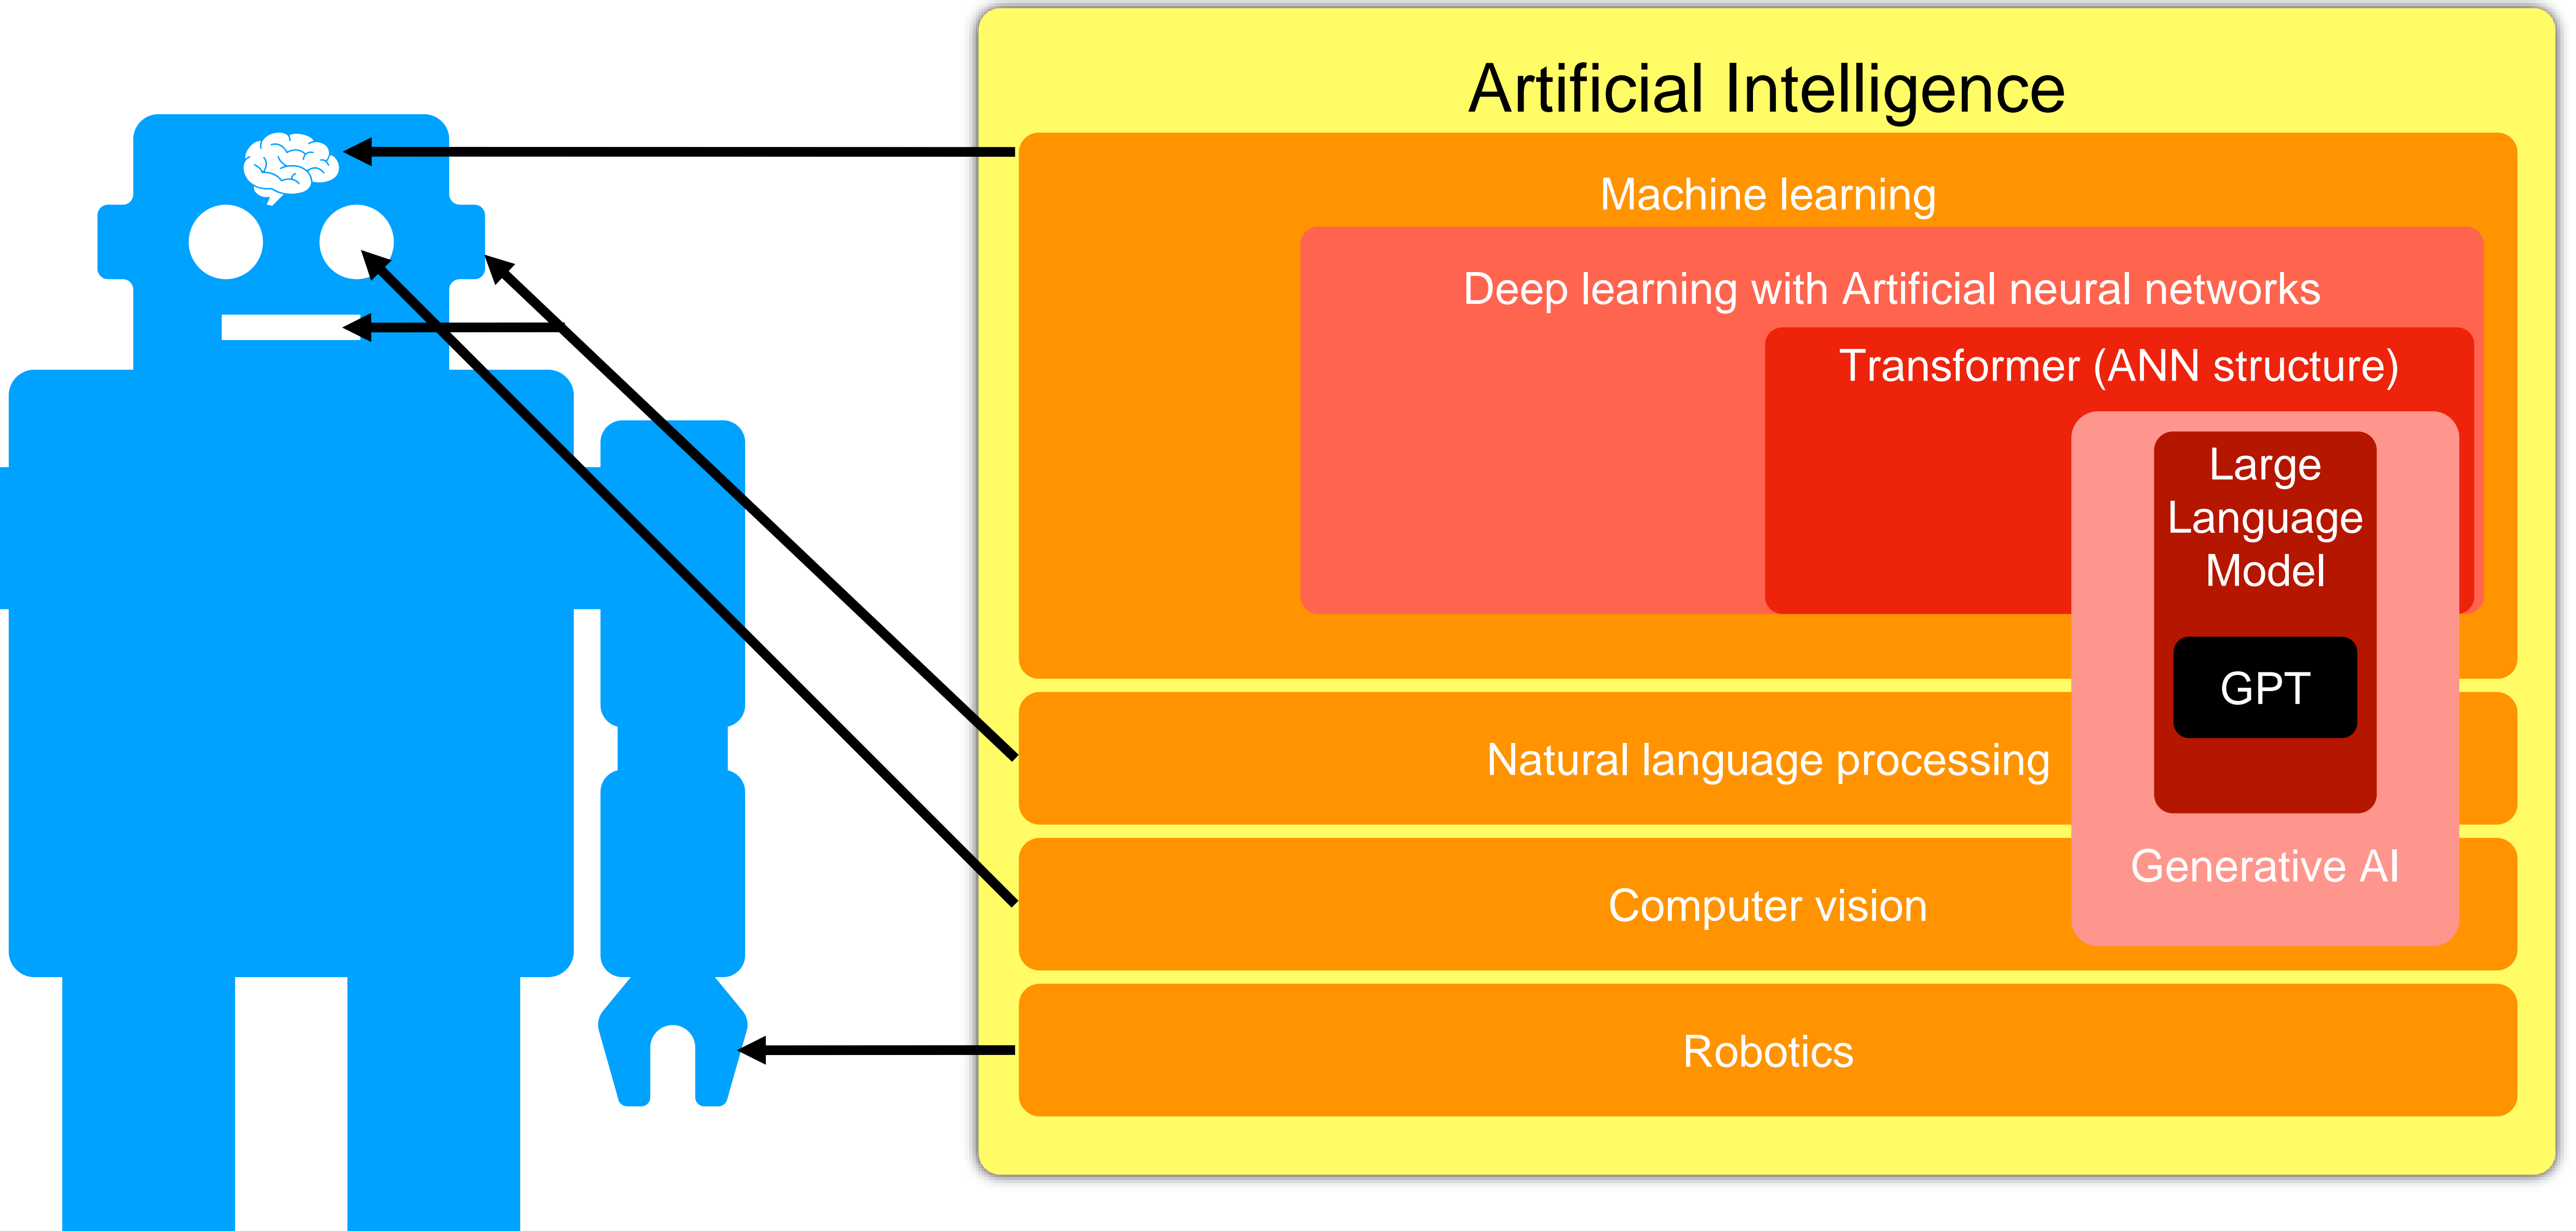 Artificial Intelligence
Machine learning
Deep learning with Artificial neural networks
Transformer (ANN structure)
Large
Language
Model
GPT
Natural language processing
Generative AI
Computer vision
Robotics